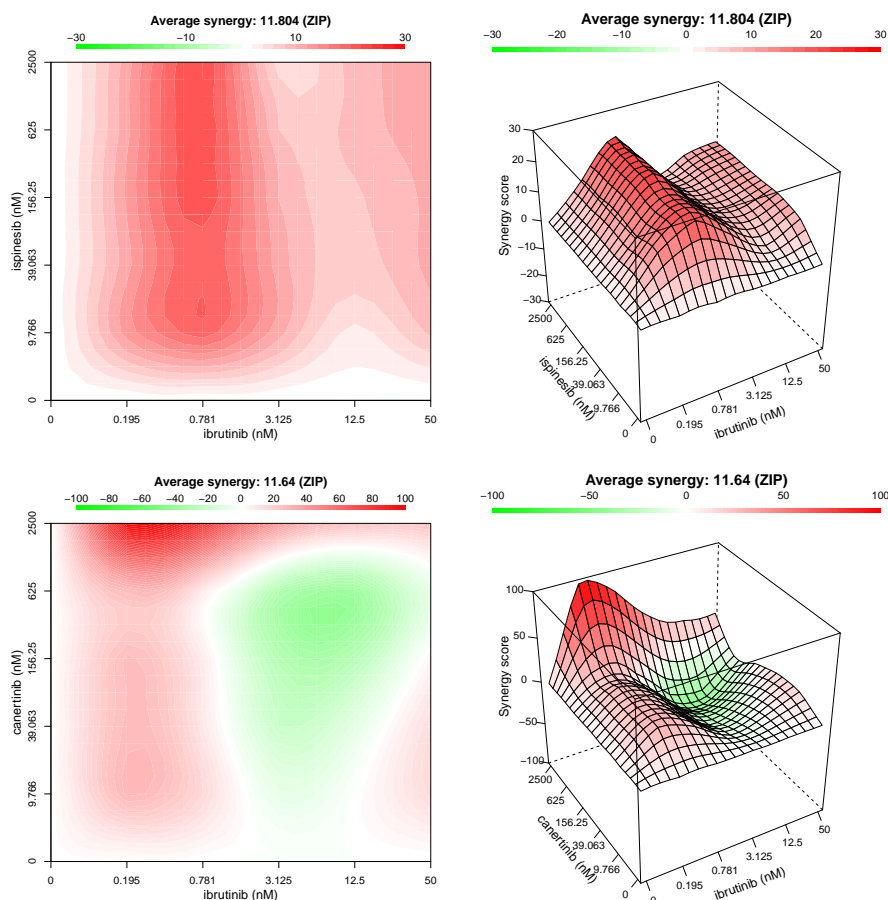 Average synergy: 11.804 (ZIP)
−30 −20 −10 0 10 20 30
−30 −7 0 10 30
2500
625
156.25
39.063
9.766
0
ispinesib (nM)
0 0.195 0.781 3.125 12.5 50
ibrutinib (nM)
Average synergy: 11.804 (ZIP)
−30 −20 −10 0 10 20 30
30
20
10
0
−10
−20
−30
Synergy score
2500
625
156.25
39.063
9.766
0
ispinesib (nM)
0 0.195 0.781 3.125 12.5 50
ibrutinib (nM)
Average synergy: 11.64 (ZIP)
−100 −80 −60 −40 −20 0 20 40 60 80 100
2500
625
156.25
39.063
9.766
0
canertinib (nM)
0 0.195 0.781 3.125 12.5 50
ibrutinib (nM)
Average synergy: 11.64 (ZIP)
−100 −50 0 50 100
100
50
0
−50
−100
Synergy score
2500
625
156.25
39.063
9.766
0
canertinib (nM)
0 0.195 0.781 3.125 12.5 50
ibrutinib (nM)